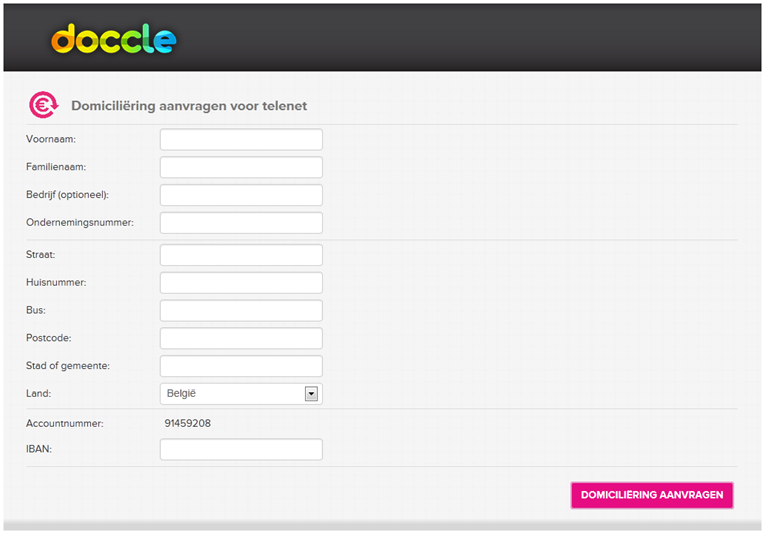 doccle
Domiciliëring aanvragen voor telenet
Voornaam:
Familienaam:
Bedrijf (optioneel):
Ondernemingsnummer:
Straat:
Huisnummer:
Bus:
Postcode:
Stad of gemeente:
Land: België
Accountnummer: 91459208
IBAN:
DOMICILIËRING AANVRAGEN